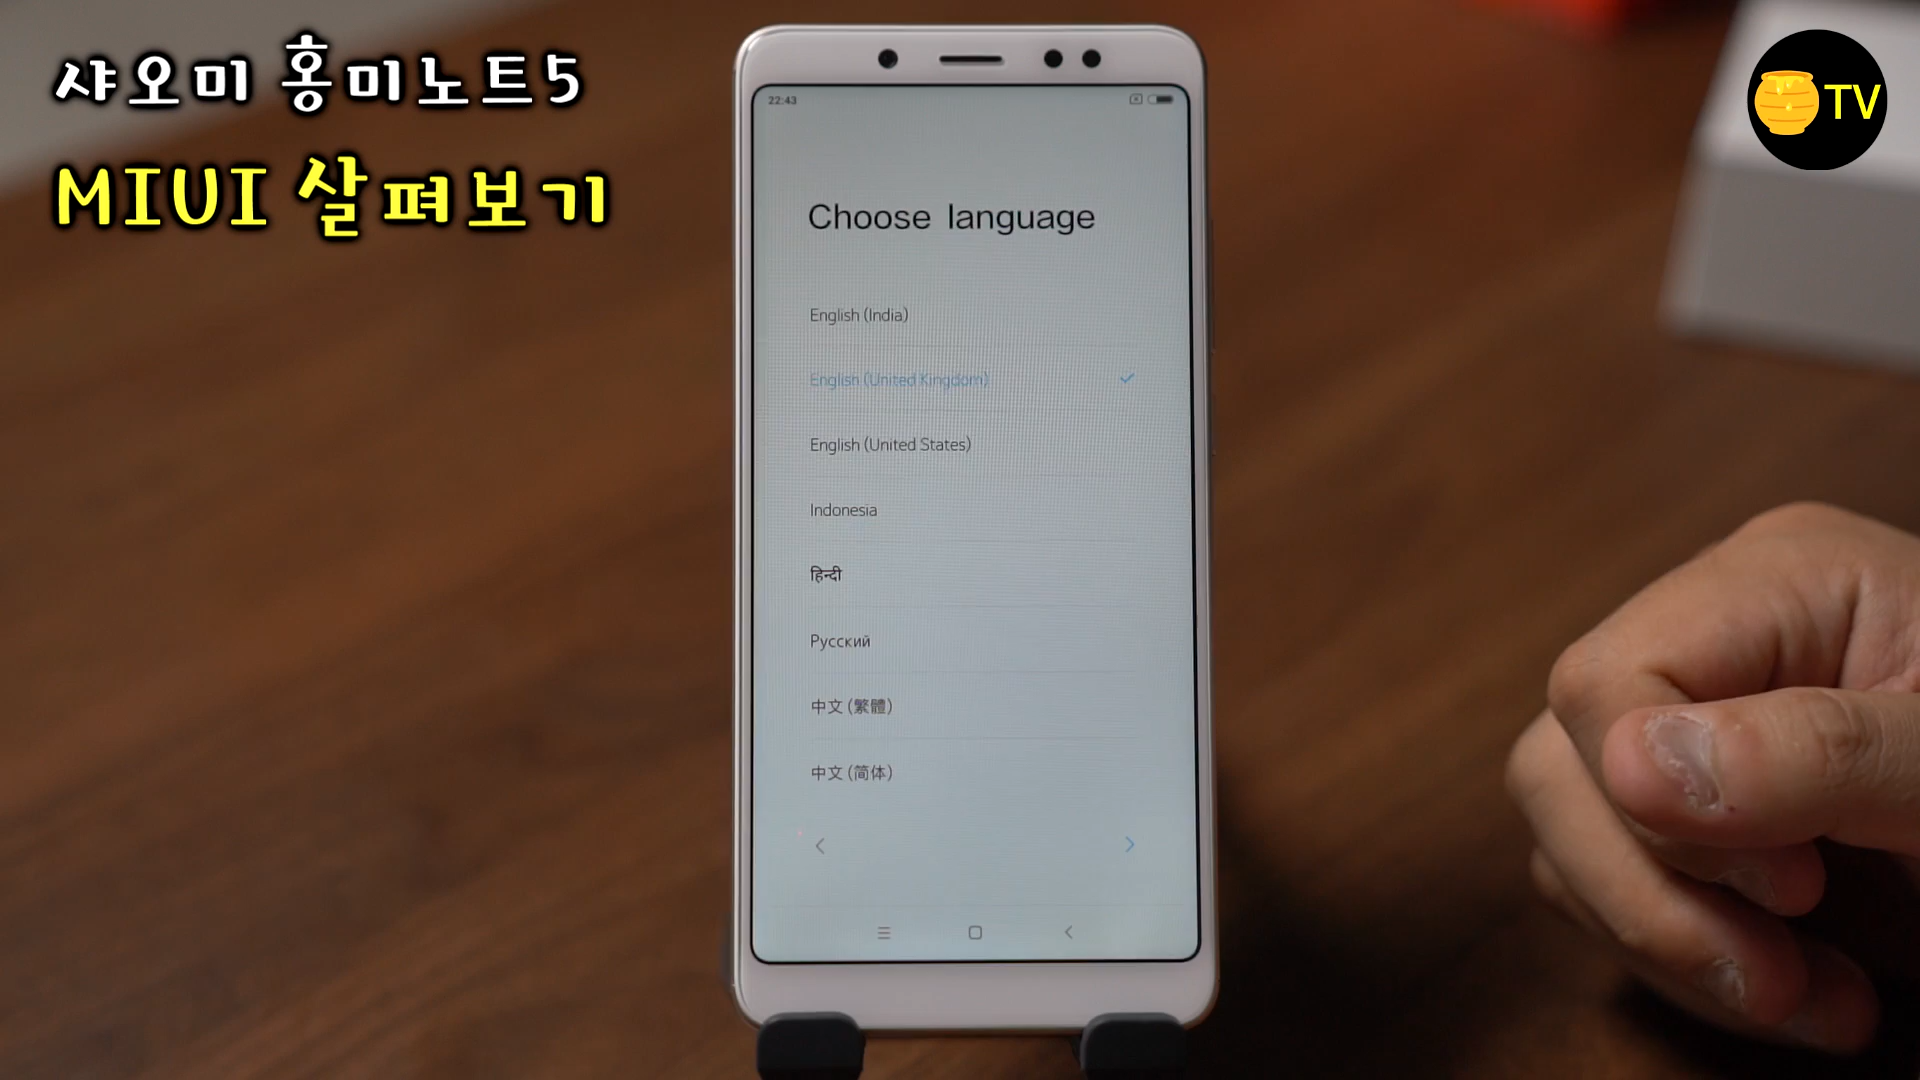 샤오미 홍미노트5
MIUI 살펴보기
TV
22:43
Choose language
English (India)
English (United Kingdom)
English (United States)
Indonesia
हिन्दी
Русский
中文 (繁體)
中文 (简体)